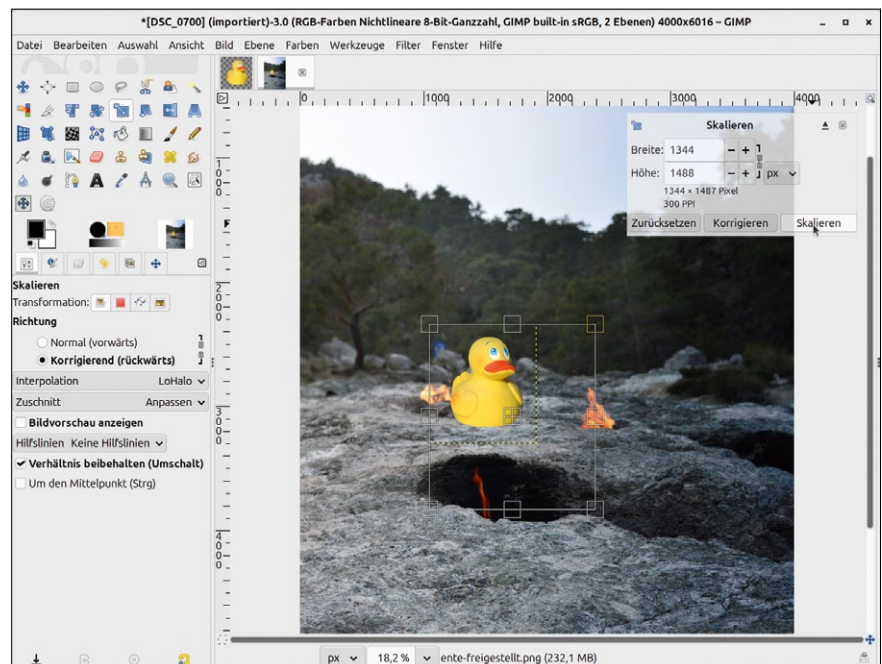 *[DSC_0700] (importiert)-3.0 (RGB-Farben Nichtlineare 8-Bit-Ganzzahl, GIMP built-in sRGB, 2 Ebenen) 4000x6016 – GIMP
Datei Bearbeiten Auswahl Ansicht Bild Ebene Farben Werkzeuge Filter Fenster Hilfe
0 1000 2000 3000 4000
Skalieren
Breite: 1344
Höhe: 1488 px
1344 × 1487 Pixel
300 PPI
Zurücksetzen Korrigieren Skalieren
1000
2000
3000
4000
Skalieren
Transformation:
Richtung
Normal (vorwärts)
Korrigierend (rückwärts)
Interpolation LoHalo
Zuschnitt Anpassen
Bildvorschau anzeigen
Hilfslinien Keine Hilfslinien
Verhältnis beibehalten (Umschalt)
Um den Mittelpunkt (Strg)
px 18,2 % ente-freigestellt.png (232,1 MB)